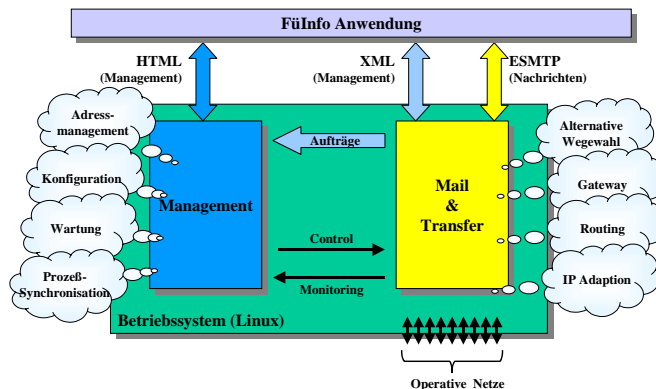 FüInfo Anwendung
HTML
(Management)
XML
(Management)
ESMTP
(Nachrichten)
Adress-
management
Konfiguration
Wartung
Prozeß-
Synchronisation
Management
Aufträge
Control
Monitoring
Mail
&
Transfer
Alternative
Wegewahl
Gateway
Routing
IP Adaption
Betriebssystem (Linux)
Operative Netze